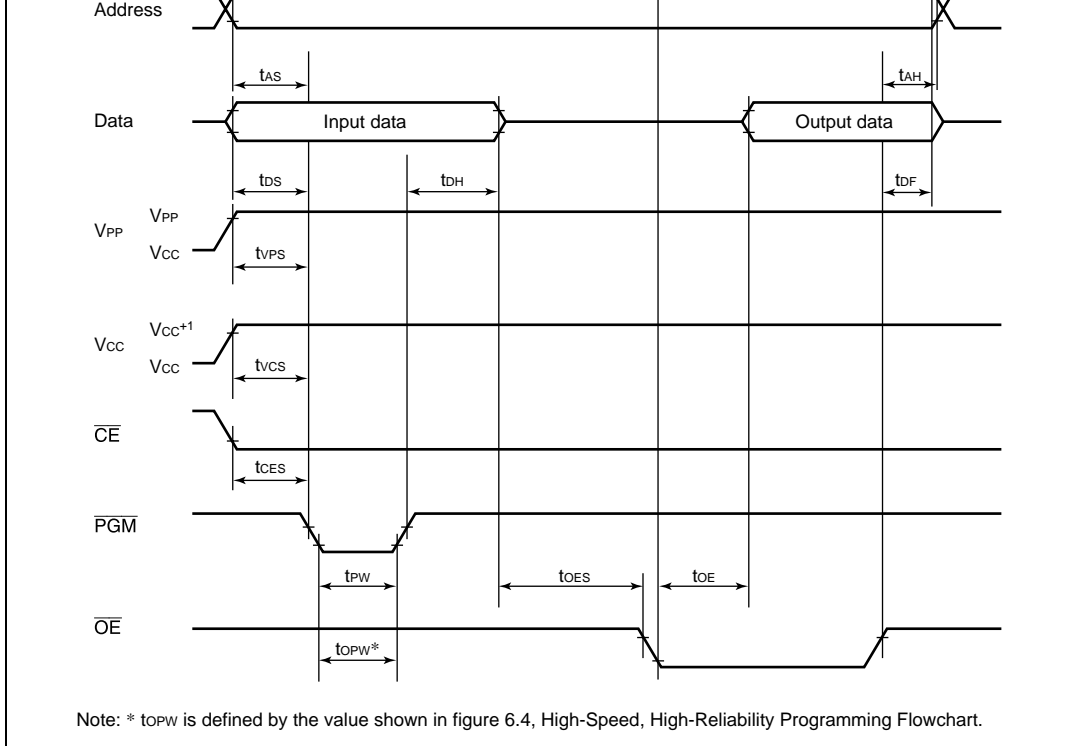 Address
tAS
tAH
Data
Input data
Output data
tDS
tDH
tDF
VPP
VPP
VCC
tVPS
VCC
VCC+1
VCC
tVCS
CE
tCES
PGM
tPW
tOES
tOE
OE
tOPW*
Note: * tOPW is defined by the value shown in figure 6.4, High-Speed, High-Reliability Programming Flowchart.